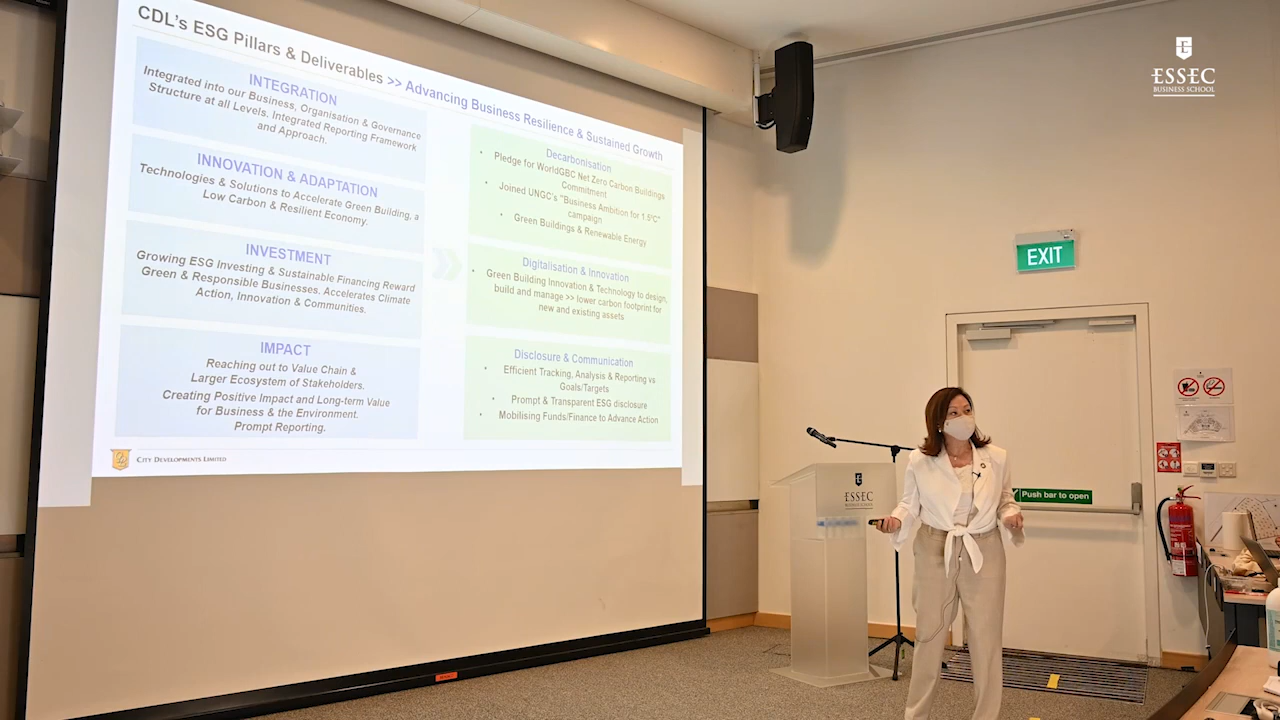 CDL's ESG Pillars & Deliverables >> Advancing Business Resilience & Sustained Growth
INTEGRATION
Integrated into our Business, Organisation & Governance
Structure at all Levels. Integrated Reporting Framework
and Approach.
INNOVATION & ADAPTATION
Technologies & Solutions to Accelerate Green Building, a
Low Carbon & Resilient Economy.
INVESTMENT
Growing ESG Investing & Sustainable Financing Reward
Green & Responsible Businesses. Accelerates Climate
Action, Innovation & Communities.
IMPACT
Reaching out to Value Chain &
Larger Ecosystem of Stakeholders.
Creating Positive Impact and Long-term Value
for Business & the Environment.
Prompt Reporting.
Decarbonisation
• Pledge for WorldGBC Net Zero Carbon Buildings
Commitment
• Joined UNGC's "Business Ambition for 1.5ºC"
campaign
• Green Buildings & Renewable Energy
Digitalisation & Innovation
• Green Building Innovation & Technology to design,
build and manage >> lower carbon footprint for
new and existing assets
Disclosure & Communication
• Efficient Tracking, Analysis & Reporting vs
Goals/Targets
• Prompt & Transparent ESG disclosure
• Mobilising Funds/Finance to Advance Action
CITY DEVELOPMENTS LIMITED
ESSEC
BUSINESS SCHOOL
EXIT
ESSEC
BUSINESS SCHOOL
Push bar to open